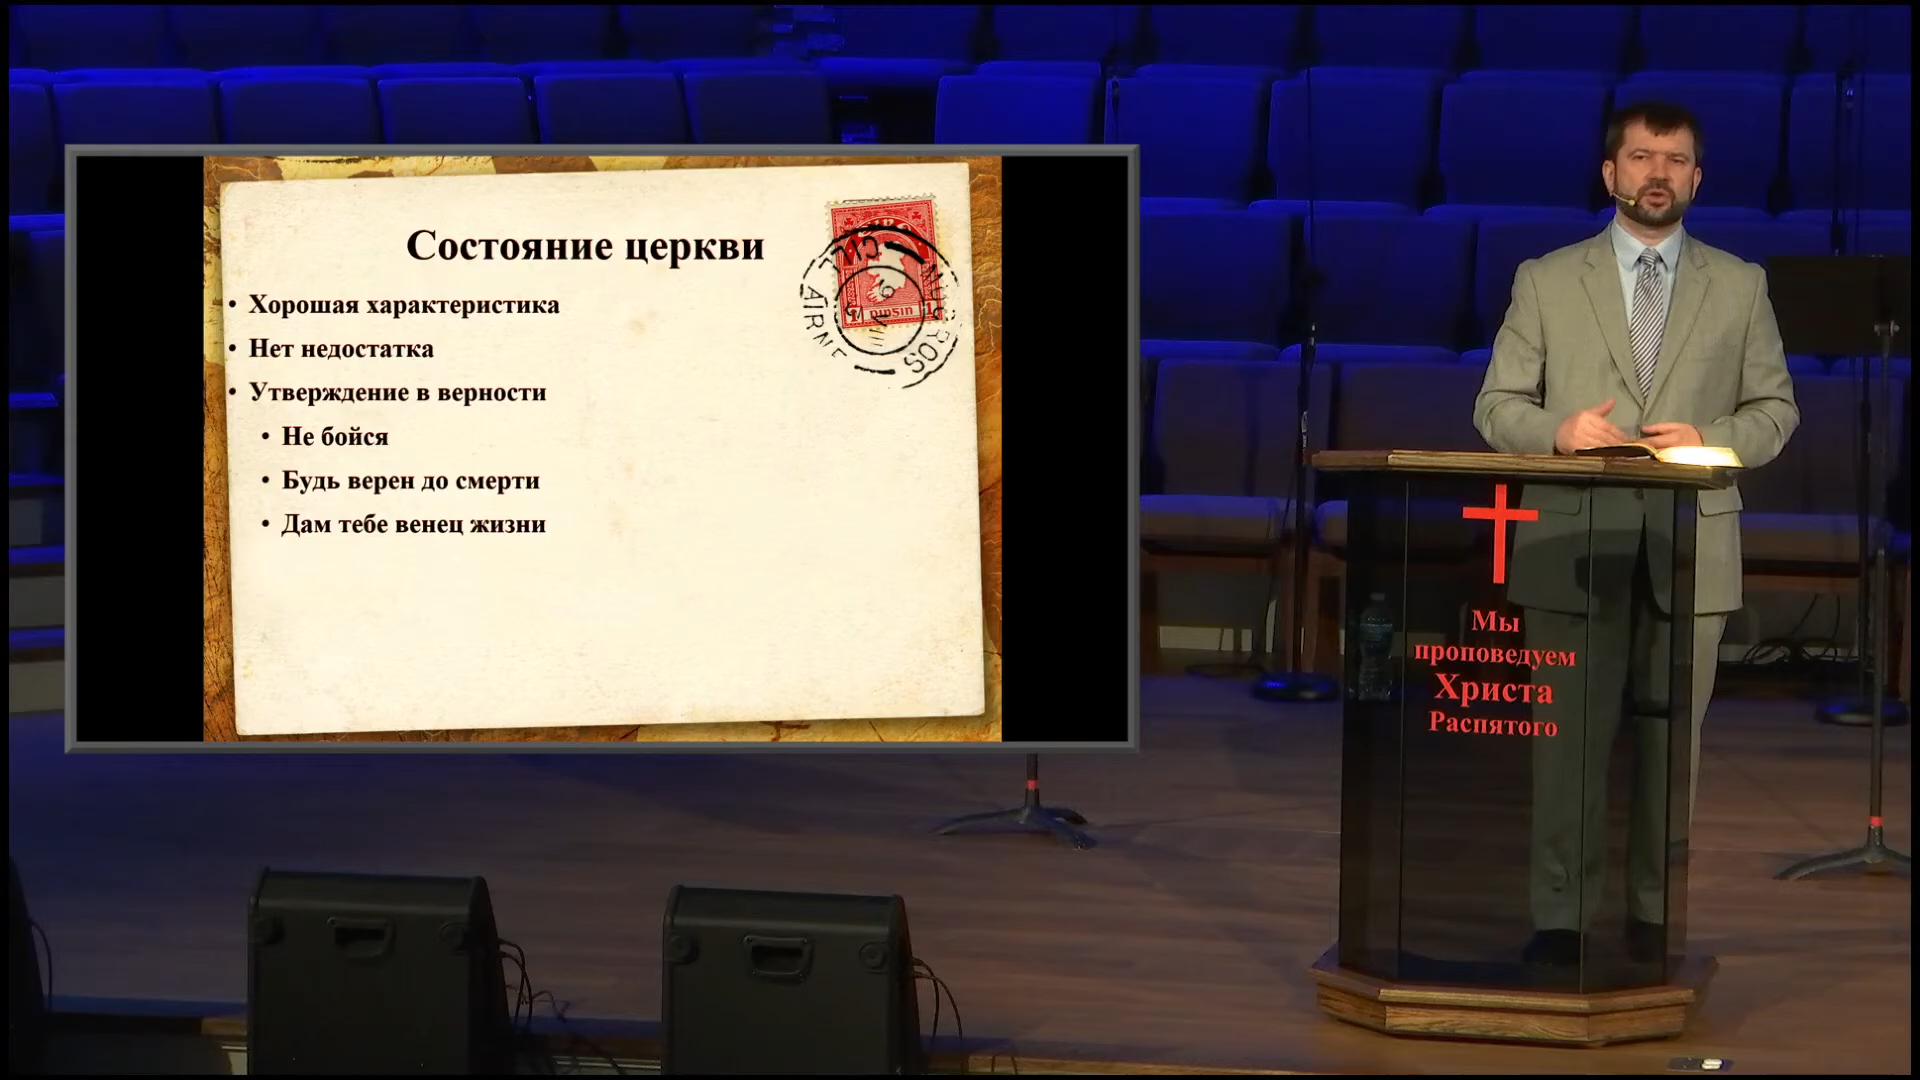 Состояние церкви
• Хорошая характеристика
• Нет недостатка
• Утверждение в верности
• Не бойся
• Будь верен до смерти
• Дам тебе венец жизни
Мы
проповедуем
Христа
Распятого